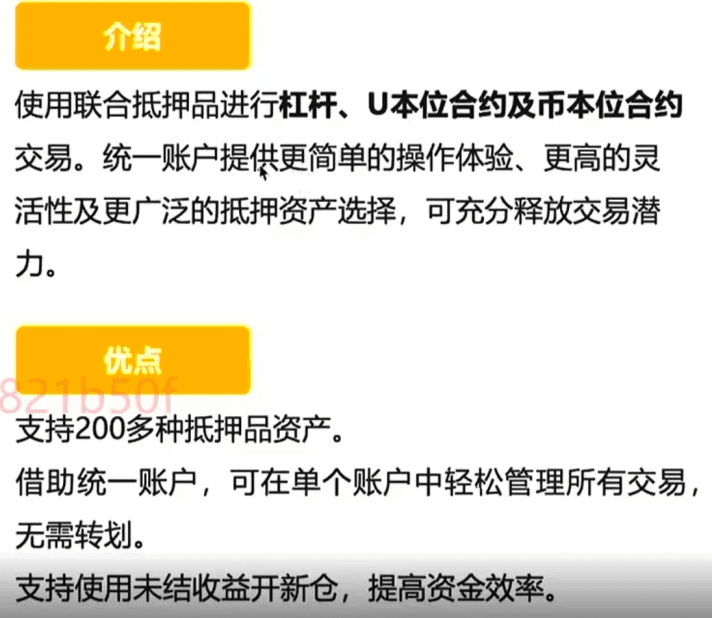 介绍
使用联合抵押品进行杠杆、U本位合约及币本位合约
交易。统一账户提供更简单的操作体验、更高的灵
活性及更广泛的抵押资产选择，可充分释放交易潜
力。
优点
821b50f
支持200多种抵押品资产。
借助统一账户，可在单个账户中轻松管理所有交易，
无需转划。
支持使用未结收益开新仓，提高资金效率。